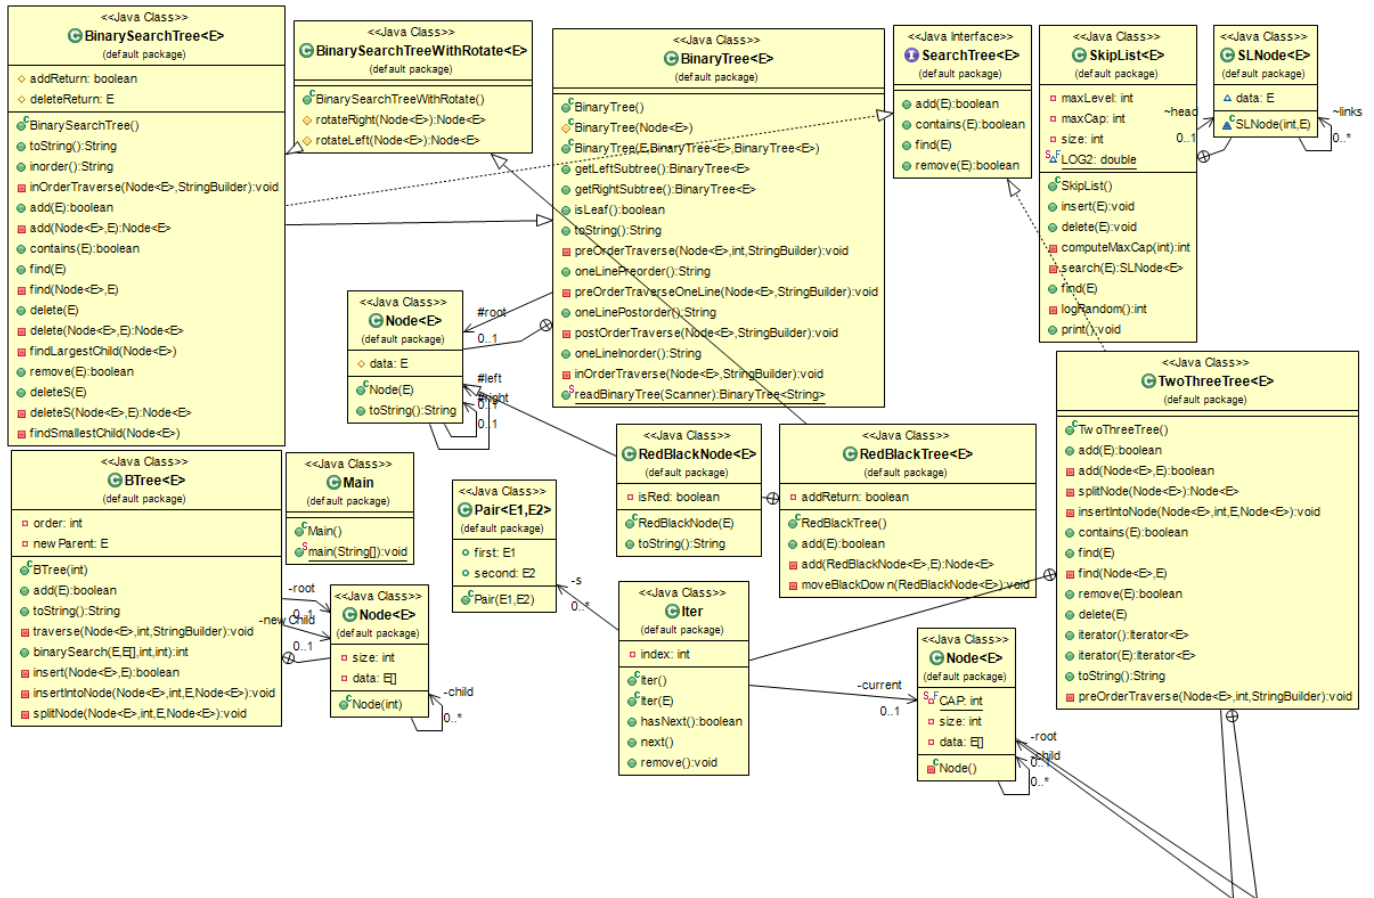 <<Java Class>>
BinarySearchTree<E>
(default package)
addReturn: boolean
deleteReturn: E
BinarySearchTree()
toString():String
inorder():String
inOrderTraverse(Node<E>,StringBuilder):void
add(E):boolean
add(Node<E>,E):Node<E>
contains(E):boolean
find(E)
find(Node<E>,E)
delete(E)
delete(Node<E>,E):Node<E>
findLargestChild(Node<E>)
remove(E):boolean
deleteS(E)
deleteS(Node<E>,E):Node<E>
findSmallestChild(Node<E>)
<<Java Class>>
BinarySearchTreeWithRotate<E>
(default package)
BinarySearchTreeWithRotate()
rotateRight(Node<E>):Node<E>
rotateLeft(Node<E>):Node<E>
<<Java Class>>
BinaryTree<E>
(default package)
BinaryTree()
BinaryTree(Node<E>)
BinaryTree(E,BinaryTree<E>,BinaryTree<E>)
getLeftSubtree():BinaryTree<E>
getRightSubtree():BinaryTree<E>
isLeaf():boolean
toString():String
preOrderTraverse(Node<E>,int,StringBuilder):void
oneLinePreorder():String
preOrderTraverseOneLine(Node<E>,StringBuilder):void
oneLinePostorder():String
postOrderTraverse(Node<E>,StringBuilder):void
oneLineInorder():String
inOrderTraverse(Node<E>,StringBuilder):void
readBinaryTree(Scanner):BinaryTree<String>
<<Java Interface>>
SearchTree<E>
(default package)
add(E):boolean
contains(E):boolean
find(E)
remove(E):boolean
<<Java Class>>
SkipList<E>
(default package)
maxLevel: int
maxCap: int
size: int
LOG2: double
SkipList()
insert(E):void
delete(E):void
computeMaxCap(int):int
search(E):SLNode<E>
find(E)
logRandom():int
print():void
~head
0..1
<<Java Class>>
SLNode<E>
(default package)
data: E
SLNode(int,E)
~links
0..*
<<Java Class>>
Node<E>
(default package)
data: E
Node(E)
toString():String
#root
0..1
#left
#right
0..1
0..1
<<Java Class>>
TwoThreeTree<E>
(default package)
TwoThreeTree()
add(E):boolean
add(Node<E>,E):boolean
splitNode(Node<E>):Node<E>
insertIntoNode(Node<E>,int,E,Node<E>):void
contains(E):boolean
find(E)
find(Node<E>,E)
remove(E):boolean
delete(E)
iterator():Iterator<E>
iterator(E):Iterator<E>
toString():String
preOrderTraverse(Node<E>,int,StringBuilder):void
<<Java Class>>
RedBlackNode<E>
(default package)
isRed: boolean
RedBlackNode(E)
toString():String
<<Java Class>>
RedBlackTree<E>
(default package)
addReturn: boolean
RedBlackTree()
add(E):boolean
add(RedBlackNode<E>,E):Node<E>
moveBlackDown(RedBlackNode<E>):void
<<Java Class>>
BTree<E>
(default package)
order: int
newParent: E
BTree(int)
add(E):boolean
toString():String
traverse(Node<E>,int,StringBuilder):void
binarySearch(E,E[],int,int):int
insert(Node<E>,E):boolean
insertIntoNode(Node<E>,int,E,Node<E>):void
splitNode(Node<E>,int,E,Node<E>):void
<<Java Class>>
Main
(default package)
Main()
main(String[]):void
<<Java Class>>
Pair<E1,E2>
(default package)
first: E1
second: E2
Pair(E1,E2)
-root
0..1
-newChild
0..1
<<Java Class>>
Node<E>
(default package)
size: int
data: E[]
Node(int)
-child
0..*
-s
0..*
<<Java Class>>
Iter
(default package)
index: int
Iter()
Iter(E)
hasNext():boolean
next()
remove():void
-current
0..1
<<Java Class>>
Node<E>
(default package)
CAP: int
size: int
data: E[]
Node()
-root
-child
0..1
0..*